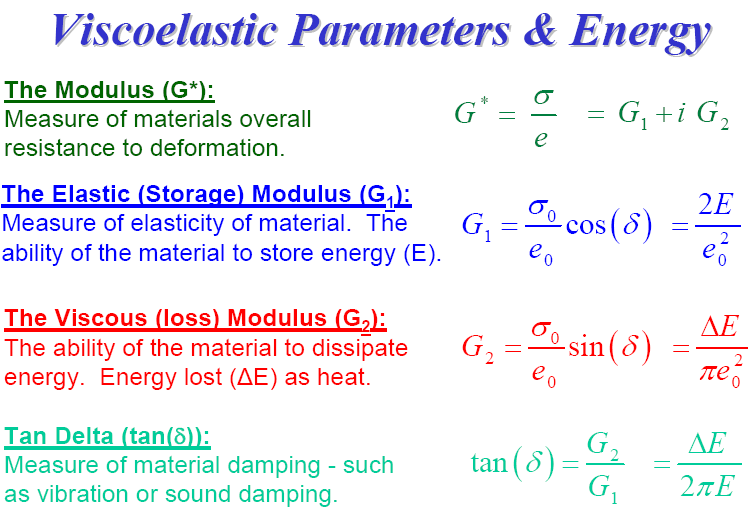 Viscoelastic Parameters & Energy
The Modulus (G*):
Measure of materials overall
resistance to deformation.
G* = σ/e = G₁ + i G₂
The Elastic (Storage) Modulus (G₁):
Measure of elasticity of material. The
ability of the material to store energy (E).
G₁ = σ₀/e₀ cos(δ) = 2E/e₀²
The Viscous (loss) Modulus (G₂):
The ability of the material to dissipate
energy. Energy lost (ΔE) as heat.
G₂ = σ₀/e₀ sin(δ) = ΔE/πe₀²
Tan Delta (tan(δ)):
Measure of material damping - such
as vibration or sound damping.
tan(δ) = G₂/G₁ = ΔE/2πE